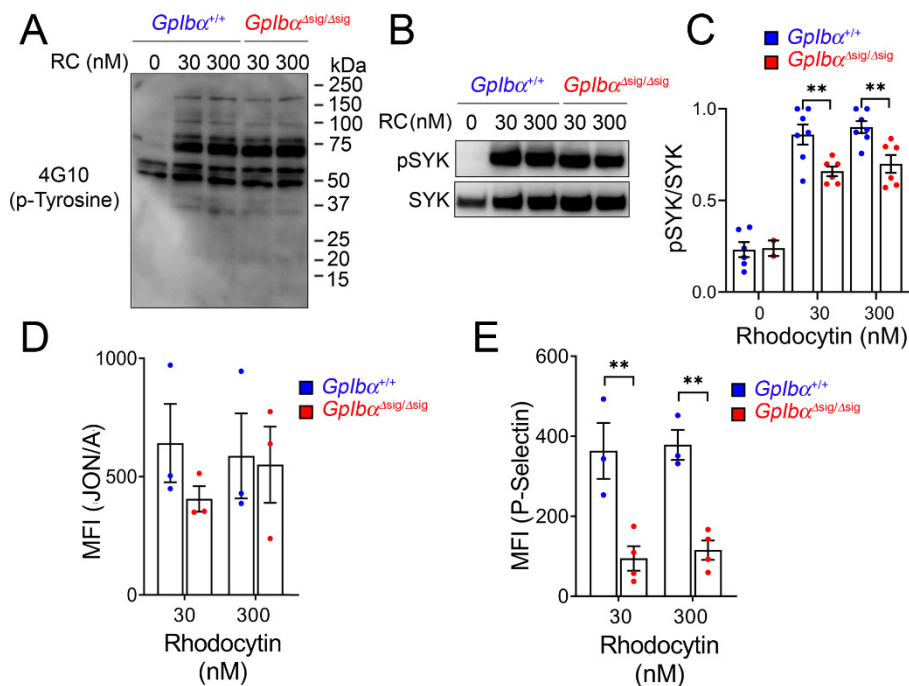 A
GpIbα+/+ GpIbαΔsig/Δsig
RC (nM) 0 30 300 30 300 kDa
250
150
100
75
50
37
25
20
15
4G10
(p-Tyrosine)
B
GpIbα+/+ GpIbαΔsig/Δsig
RC(nM) 0 30 300 30 300
pSYK
SYK
C
GpIbα+/+
GpIbαΔsig/Δsig
** **
pSYK/SYK
1.0
0.5
0.0
0 30 300
Rhodocytin (nM)
D
MFI (JON/A)
1000
500
0
GpIbα+/+
GpIbαΔsig/Δsig
30 300
Rhodocytin
(nM)
E
MFI (P-Selectin)
600
400
200
0
** **
GpIbα+/+
GpIbαΔsig/Δsig
30 300
Rhodocytin
(nM)